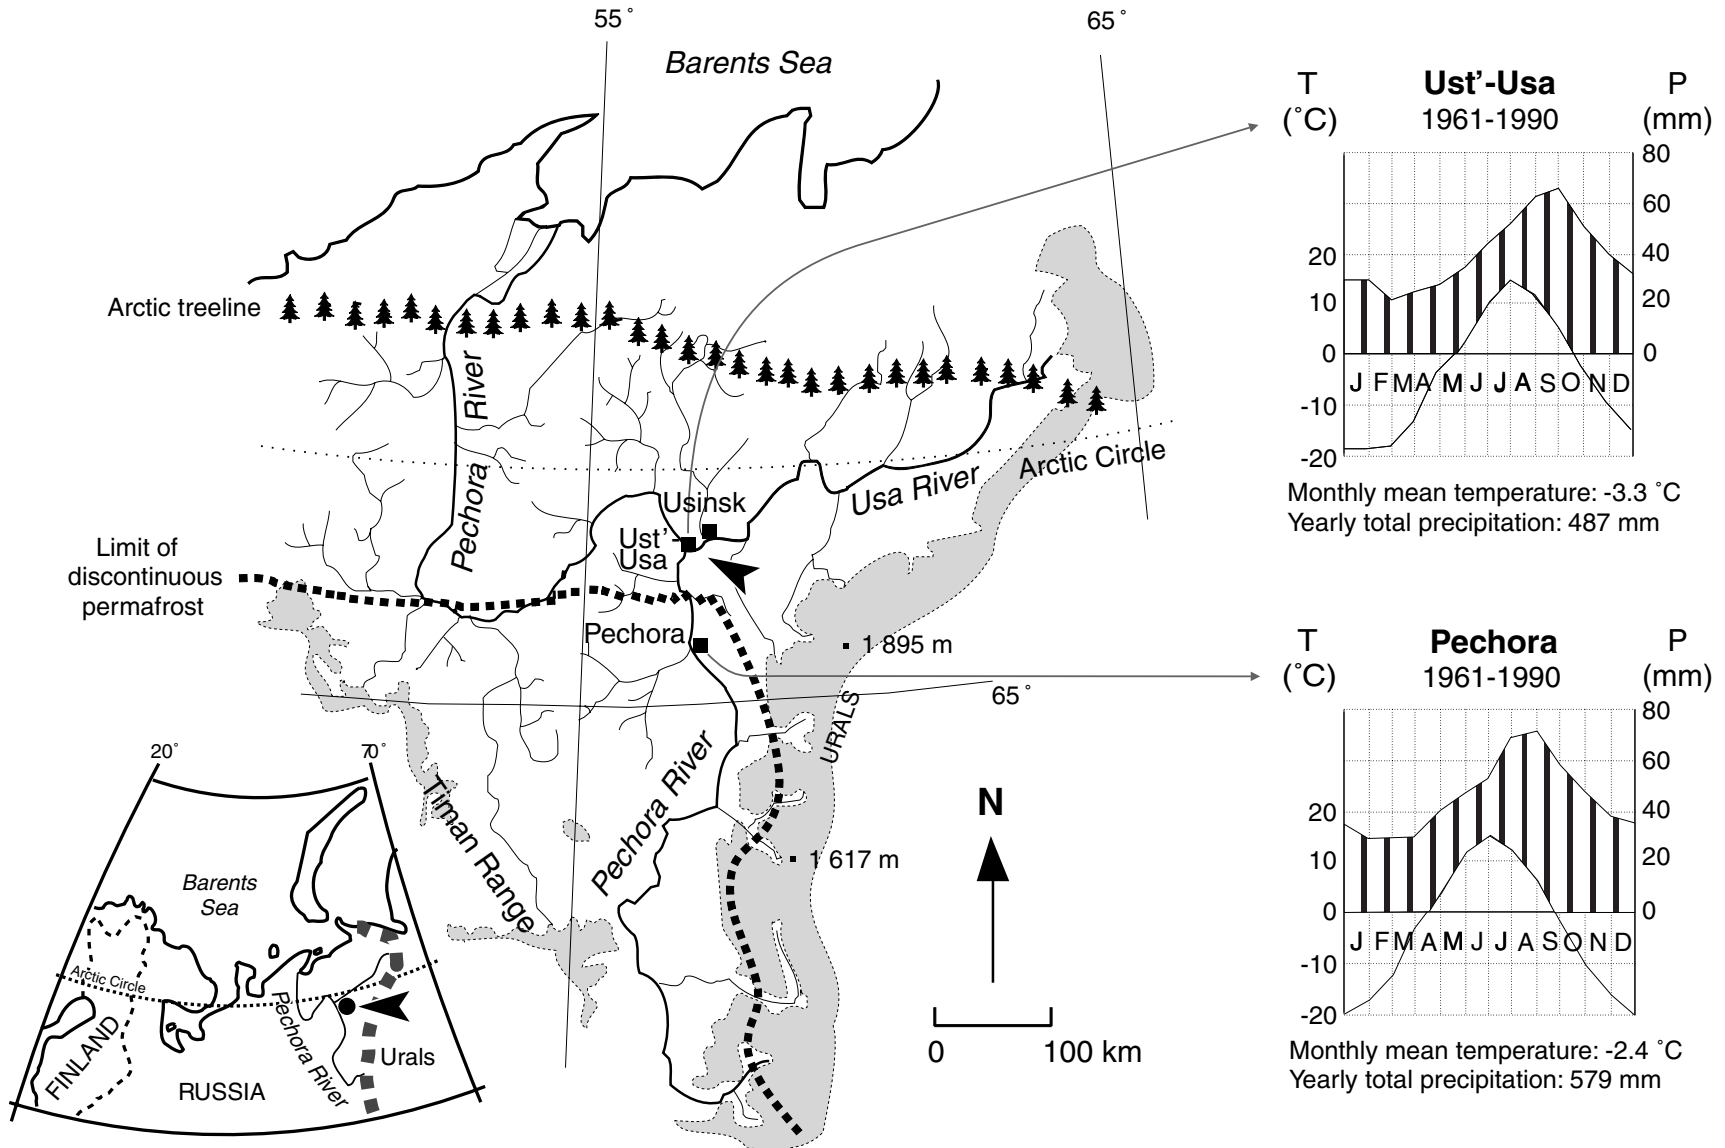 55°
65°
Barents Sea
Arctic treeline
Pechora River
Pechora River
Usa River
Arctic Circle
Usinsk
Ust'-
Usa
Limit of
discontinuous
permafrost
Pechora
1 895 m
65°
URALS
Timan Range
1 617 m
N
0 100 km
20°
70°
Barents
Sea
Arctic Circle
Pechora River
FINLAND
Urals
RUSSIA
T
(°C)
Ust’-Usa
1961-1990
P
(mm)
80
60
20 40
10 20
0 0
J F M A M J J A S O N D
-10
-20
Monthly mean temperature: -3.3 °C
Yearly total precipitation: 487 mm
T
(°C)
Pechora
1961-1990
P
(mm)
80
60
20 40
10 20
0 0
J F M A M J J A S O N D
-10
-20
Monthly mean temperature: -2.4 °C
Yearly total precipitation: 579 mm